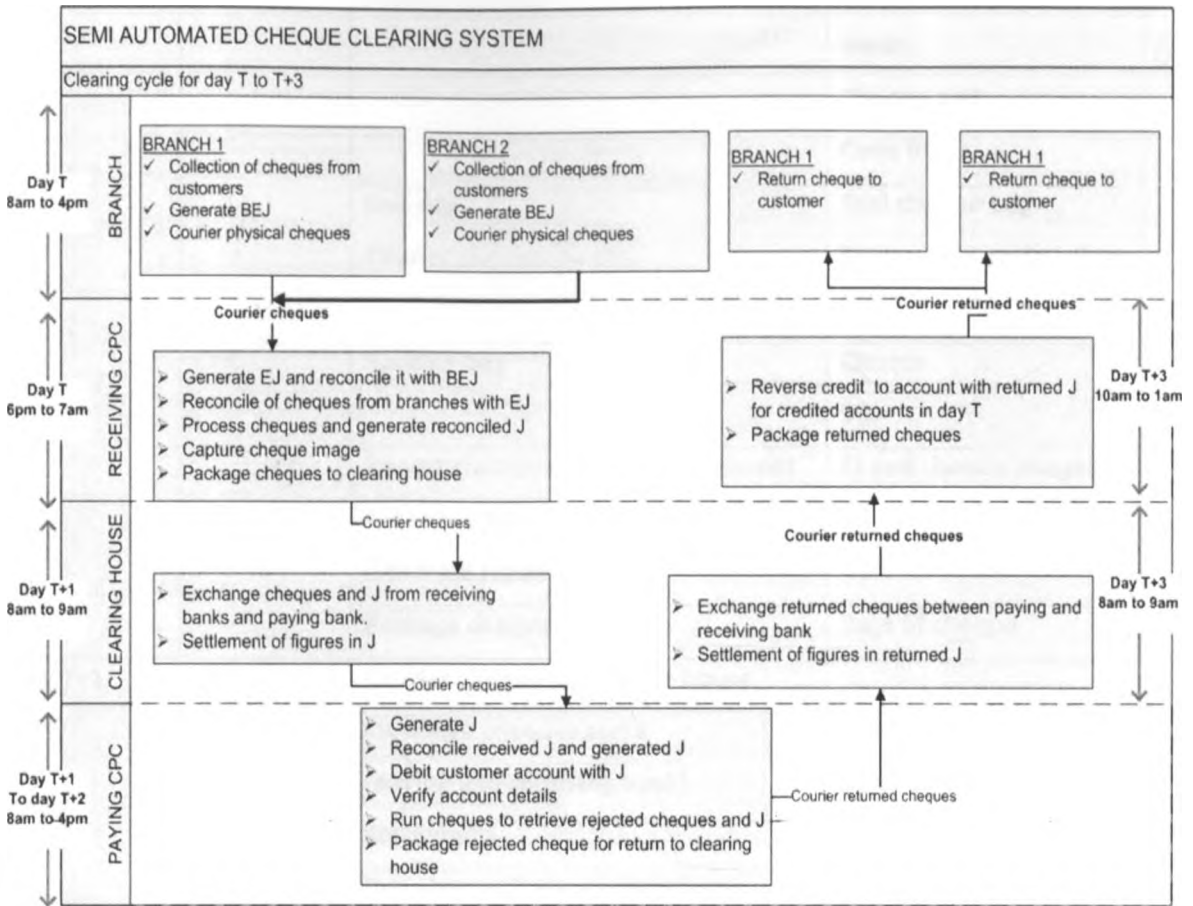 SEMI AUTOMATED CHEQUE CLEARING SYSTEM
Clearing cycle for day T to T+3
Day T
8am to 4pm
BRANCH
BRANCH 1
✓ Collection of cheques from
customers
✓ Generate BEJ
✓ Courier physical cheques
BRANCH 2
✓ Collection of cheques from
customers
✓ Generate BEJ
✓ Courier physical cheques
BRANCH 1
✓ Return cheque to
customer
BRANCH 1
✓ Return cheque to
customer
Courier cheques
Courier returned cheques
Day T
6pm to 7am
RECEIVING CPC
➢ Generate EJ and reconcile it with BEJ
➢ Reconcile of cheques from branches with EJ
➢ Process cheques and generate reconciled J
➢ Capture cheque image
➢ Package cheques to clearing house
➢ Reverse credit to account with returned J
for credited accounts in day T
➢ Package returned cheques
Day T+3
10am to 1am
Courier cheques
Courier returned cheques
Day T+1
8am to 9am
CLEARING HOUSE
➢ Exchange cheques and J from receiving
banks and paying bank.
➢ Settlement of figures in J
➢ Exchange returned cheques between paying and
receiving bank
➢ Settlement of figures in returned J
Day T+3
8am to 9am
Courier cheques
Day T+1
To day T+2
8am to 4pm
PAYING CPC
➢ Generate J
➢ Reconcile received J and generated J
➢ Debit customer account with J
➢ Verify account details
➢ Run cheques to retrieve rejected cheques and J
➢ Package rejected cheque for return to clearing
house
Courier returned cheques